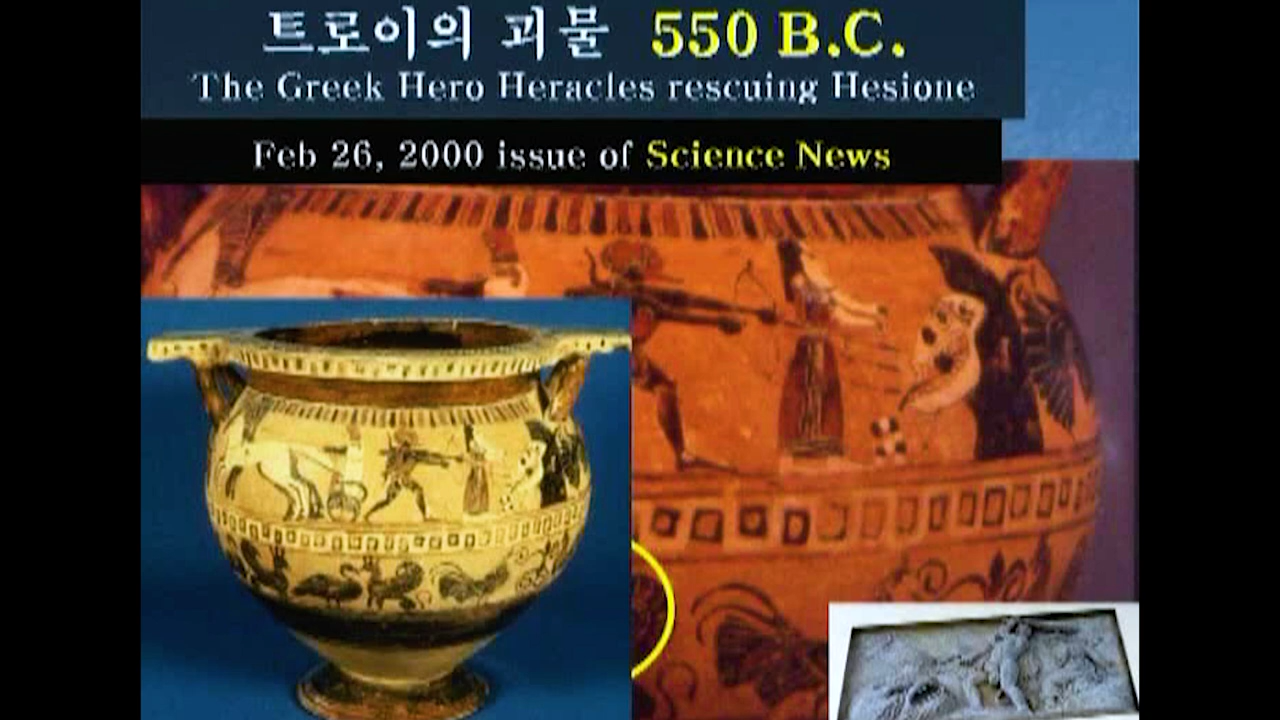 트로이의 괴물 550 B.C.
The Greek Hero Heracles rescuing Hesione
Feb 26, 2000 issue of Science News